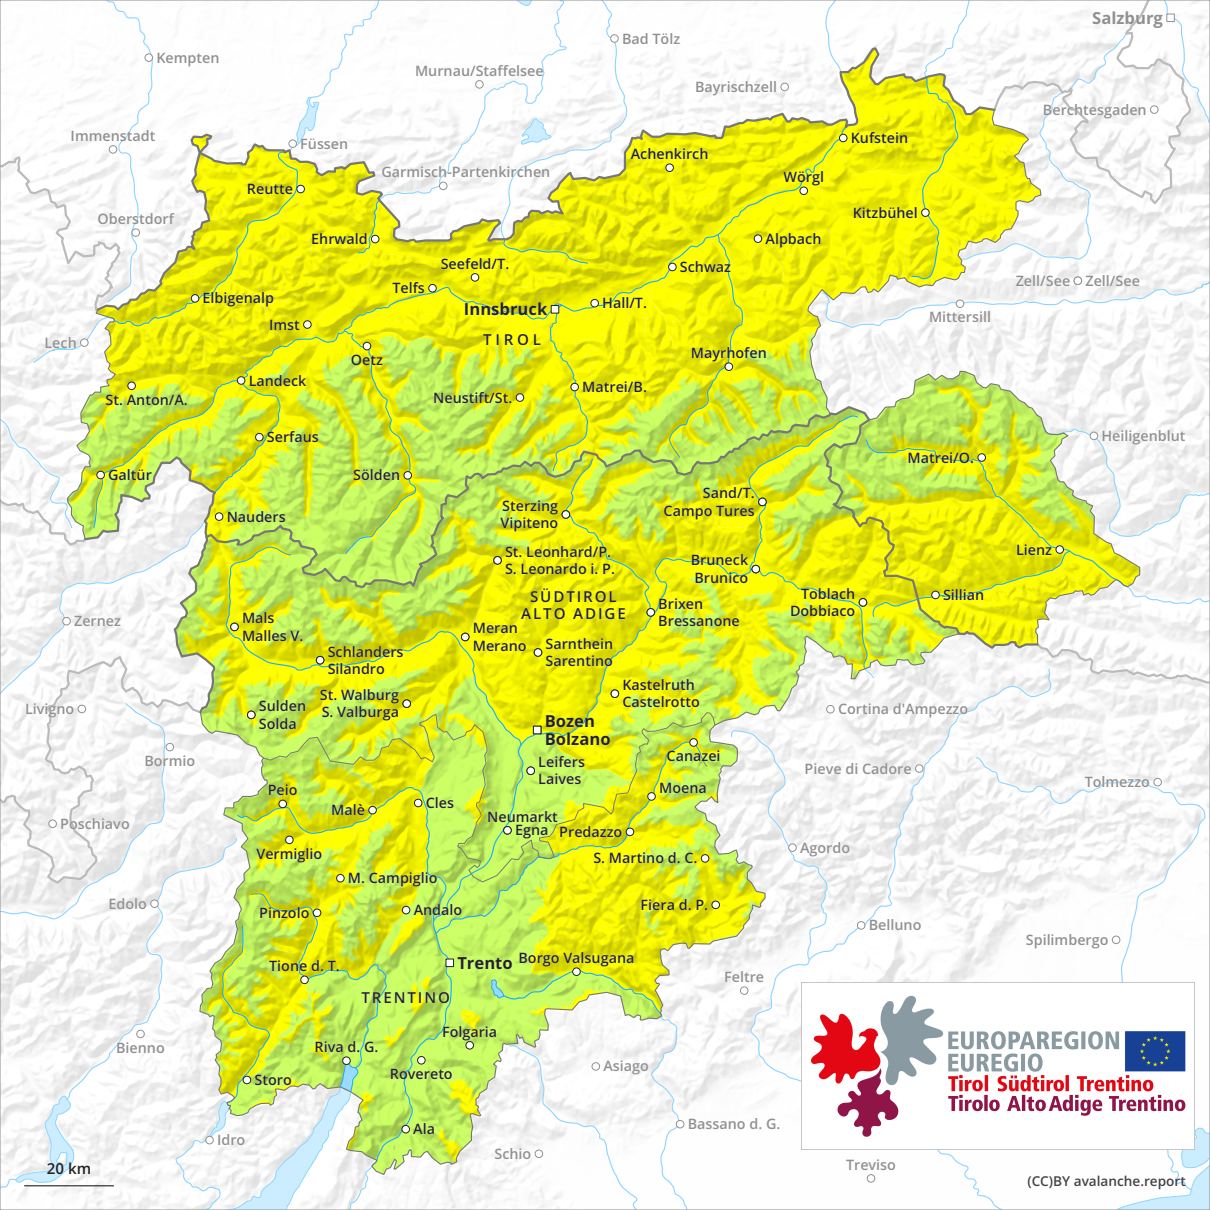 Salzburg
Bad Tölz
Kempten
Murnau/Staffelsee
Bayrischzell
Berchtesgaden
Immenstadt
Füssen
Kufstein
Achenkirch
Garmisch-Partenkirchen
Wörgl
Reutte
Oberstdorf
Kitzbühel
Ehrwald
Alpbach
Seefeld/T.
Schwaz
Zell/See
Zell/See
Telfs
Elbigenalp
Innsbruck
Hall/T.
Mittersill
Imst
TIROL
Lech
Oetz
Mayrhofen
Landeck
Matrei/B.
St. Anton/A.
Neustift/St.
Serfaus
Heiligenblut
Matrei/O.
Galtür
Sölden
Sand/T.
Campo Tures
Nauders
Sterzing
Vipiteno
St. Leonhard/P.
S. Leonardo i. P.
Lienz
Bruneck
Brunico
SÜDTIROL
ALTO ADIGE
Toblach
Dobbiaco
Sillian
Brixen
Bressanone
Zernez
Mals
Malles V.
Meran
Merano
Sarnthein
Sarentino
Schlanders
Silandro
Kastelruth
Castelrotto
St. Walburg
S. Valburga
Livigno
Sulden
Solda
Cortina d'Ampezzo
Bozen
Bolzano
Bormio
Canazei
Leifers
Laives
Pieve di Cadore
Tolmezzo
Peio
Moena
Malè
Cles
Neumarkt
Egna
Poschiavo
Predazzo
Vermiglio
Agordo
S. Martino d. C.
M. Campiglio
Edolo
Pinzolo
Andalo
Fiera d. P.
Belluno
Spilimbergo
Borgo Valsugana
Trento
Tione d. T.
Feltre
TRENTINO
Folgaria
Bienno
Riva d. G.
Asiago
Rovereto
Storo
EUROPAREGION
EUREGIO
Tirol Südtirol Trentino
Tirolo Alto Adige Trentino
Bassano d. G.
Ala
Idro
Schio
Treviso
20 km
(CC)BY avalanche.report